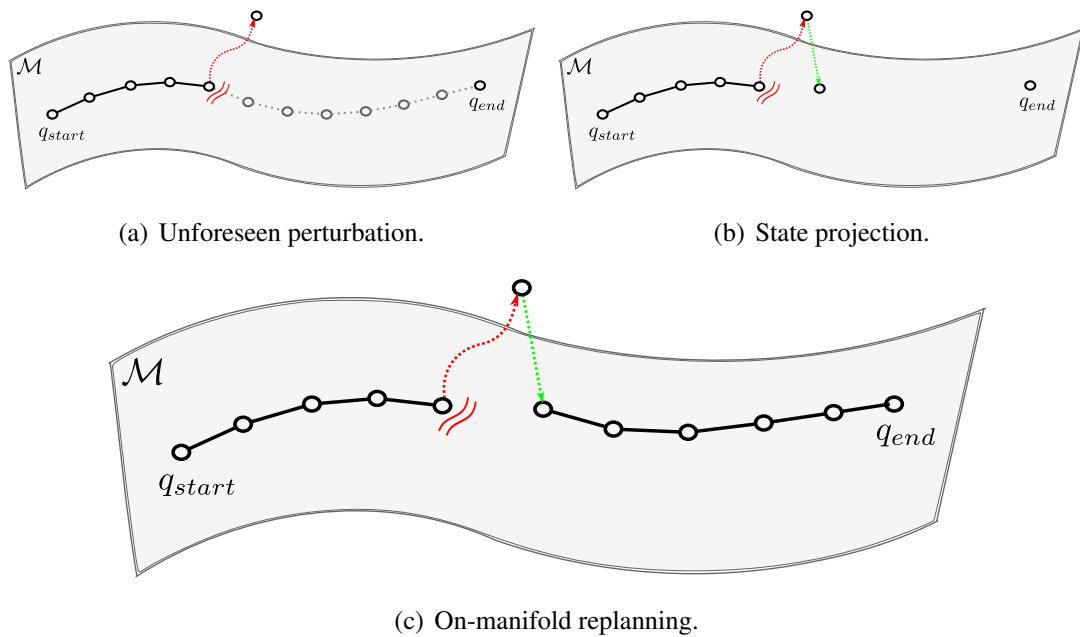 ℳ
q_start
q_end
(a) Unforeseen perturbation.
ℳ
q_start
q_end
(b) State projection.
ℳ
q_start
q_end
(c) On-manifold replanning.